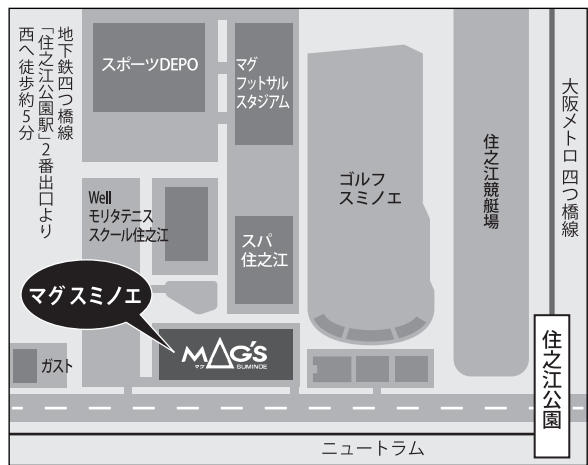 地下鉄四つ橋線
「住之江公園駅」2番出口より
西へ徒歩約5分
スポーツDEPO
マグ
フットサル
スタジアム
ゴルフ
スミノエ
住之江競艇場
大阪メトロ 四つ橋線
Well
モリタテニス
スクール住之江
スパ
住之江
マグ スミノエ
MAG'S
マグ SUMINOE
ガスト
住之江公園
ニュートラム